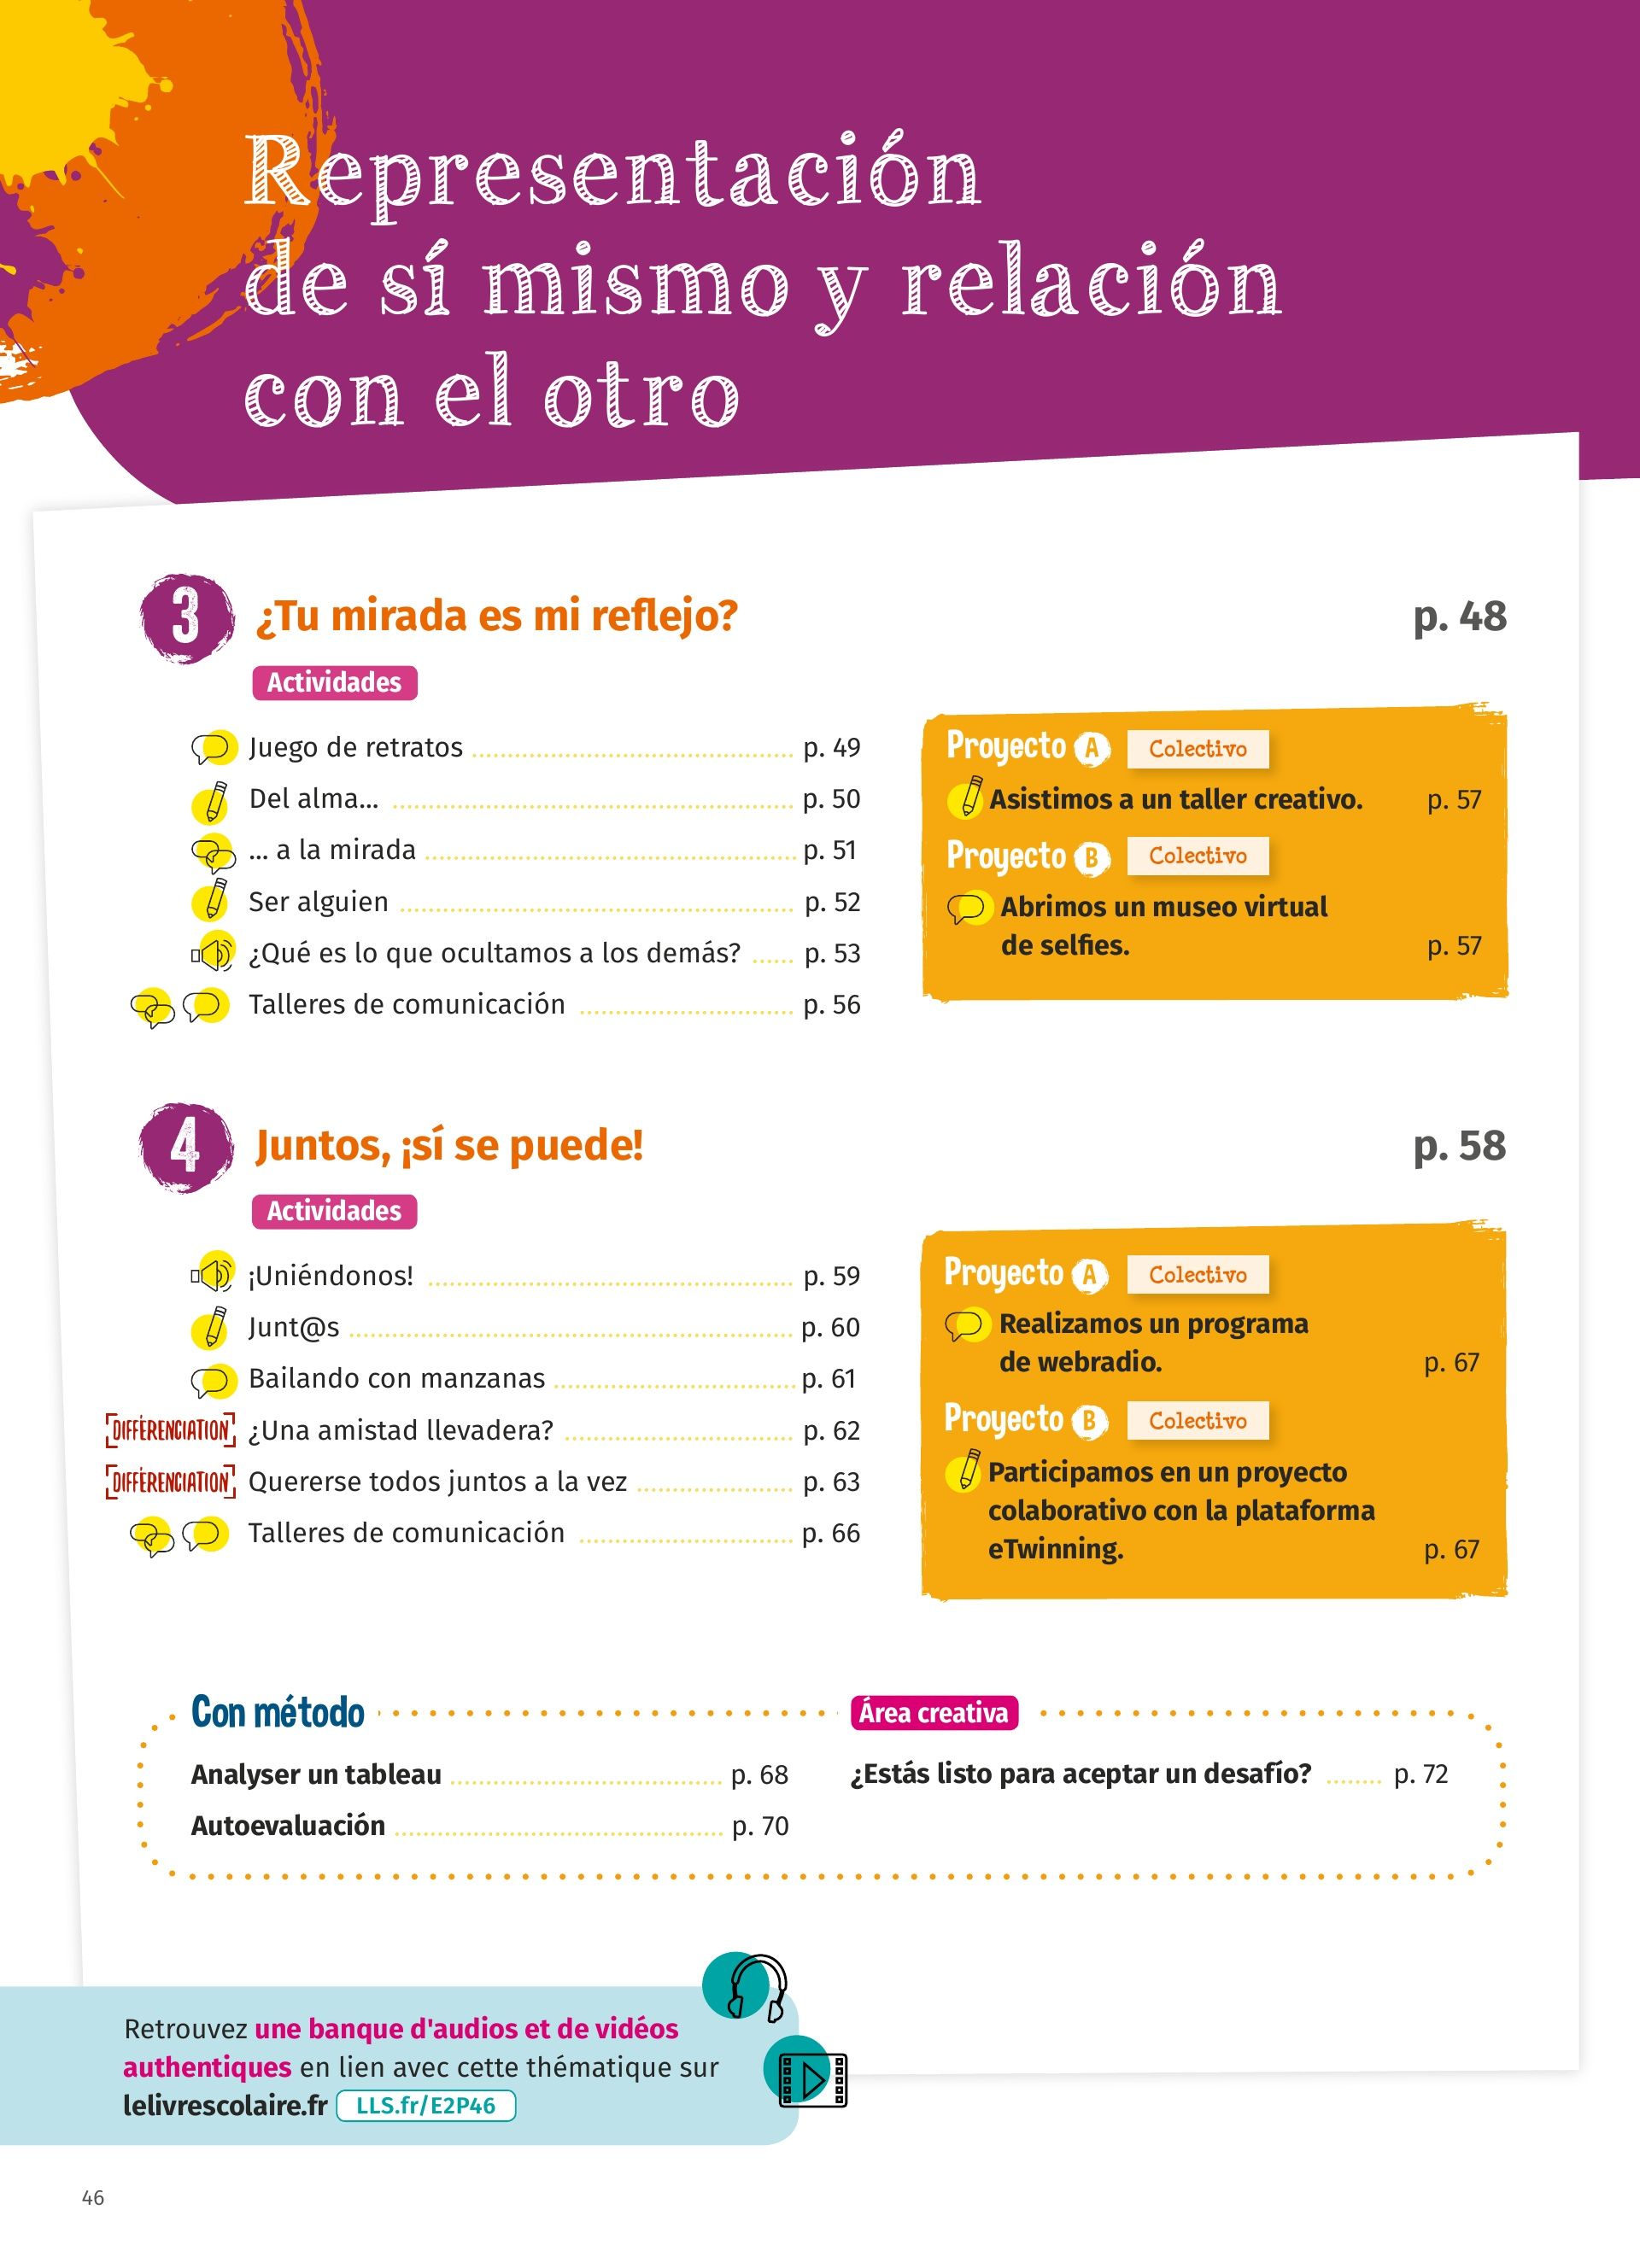 Representación
de sí mismo y relación
con el otro
3 ¿Tu mirada es mi reflejo? p. 48
Actividades
Juego de retratos p. 49
Del alma... p. 50
... a la mirada p. 51
Ser alguien p. 52
¿Qué es lo que ocultamos a los demás? p. 53
Talleres de comunicación p. 56
Proyecto A Colectivo
Asistimos a un taller creativo. p. 57
Proyecto B Colectivo
Abrimos un museo virtual
de selfies. p. 57
4 Juntos, ¡sí se puede! p. 58
Actividades
¡Uniéndonos! p. 59
Junt@s p. 60
Bailando con manzanas p. 61
DIFFÉRENCIATION ¿Una amistad llevadera? p. 62
DIFFÉRENCIATION Quererse todos juntos a la vez p. 63
Talleres de comunicación p. 66
Proyecto A Colectivo
Realizamos un programa
de webradio. p. 67
Proyecto B Colectivo
Participamos en un proyecto
colaborativo con la plataforma
eTwinning. p. 67
Con método
Analyser un tableau p. 68
Autoevaluación p. 70
Área creativa
¿Estás listo para aceptar un desafío? p. 72
Retrouvez une banque d'audios et de vidéos
authentiques en lien avec cette thématique sur
lelivrescolaire.fr LLS.fr/E2P46
46